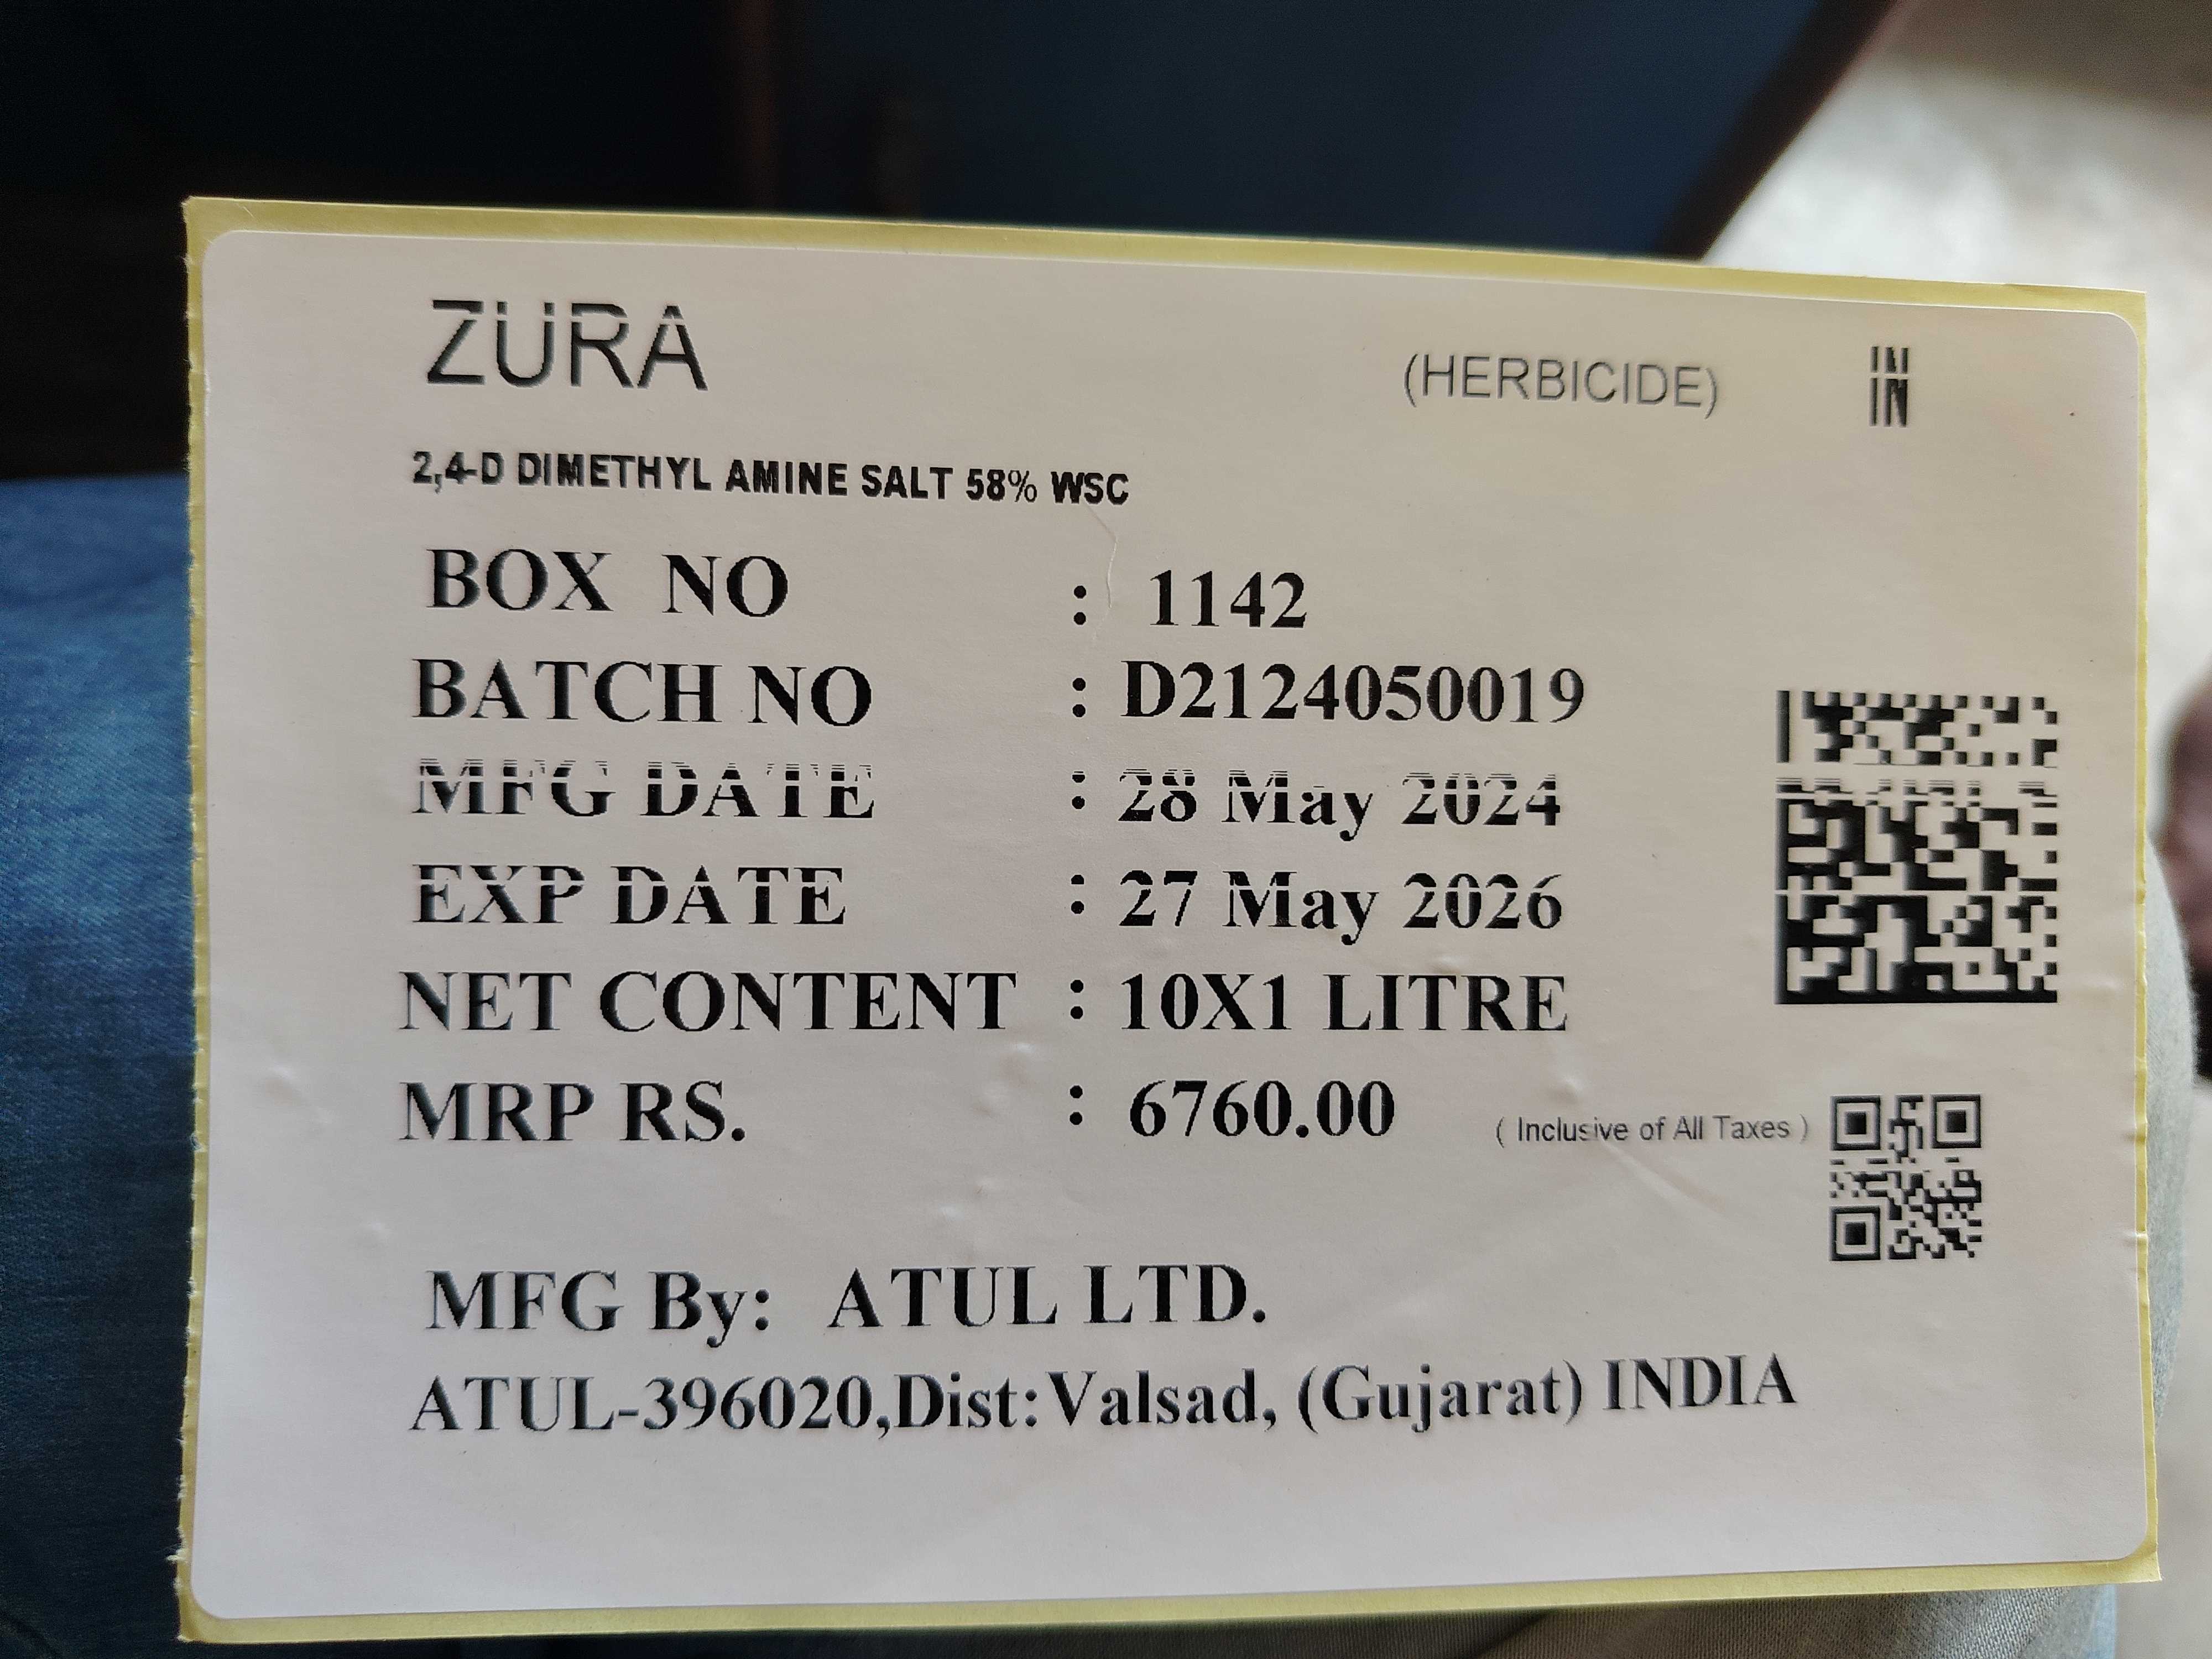 ZURA (HERBICIDE) IN
2,4-D DIMETHYL AMINE SALT 58% WSC
BOX NO : 1142
BATCH NO : D2124050019
MFG DATE : 28 May 2024
EXP DATE : 27 May 2026
NET CONTENT : 10X1 LITRE
MRP RS. : 6760.00 ( Inclusive of All Taxes )
MFG By: ATUL LTD.
ATUL-396020,Dist:Valsad, (Gujarat) INDIA